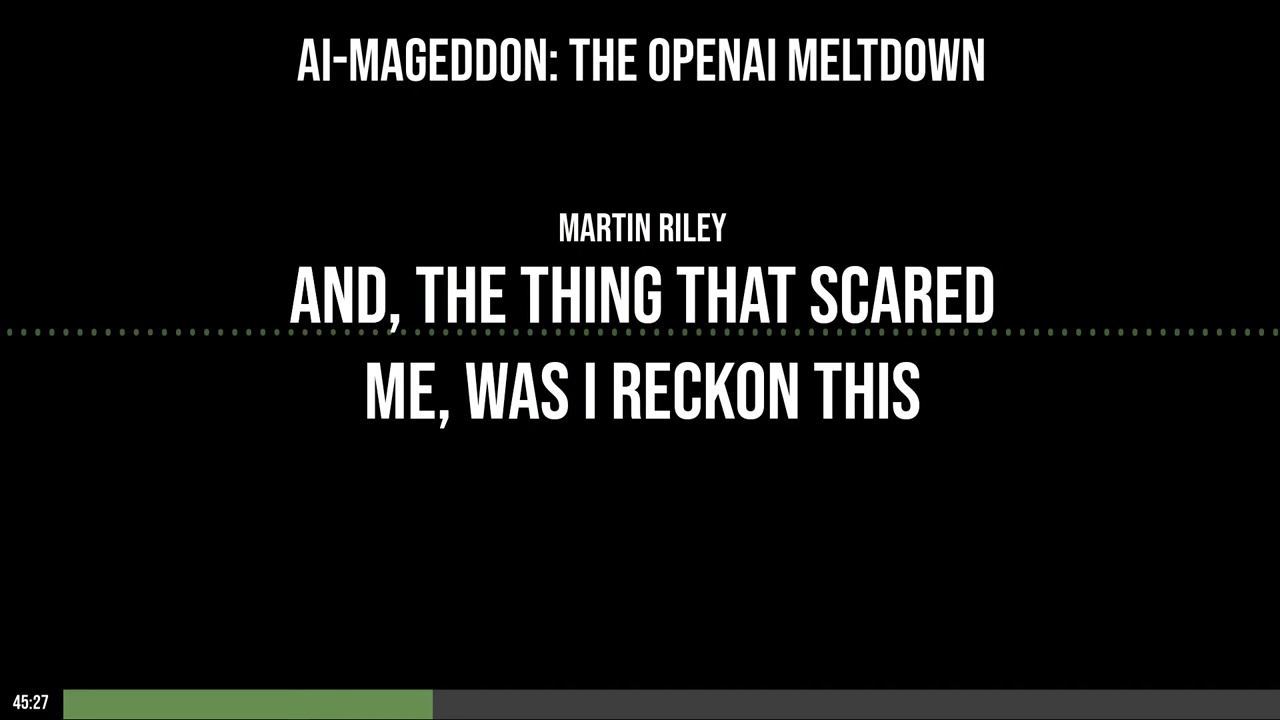 AI-MAGEDDON: THE OPENAI MELTDOWN
MARTIN RILEY
AND, THE THING THAT SCARED
ME, WAS I RECKON THIS
45:27